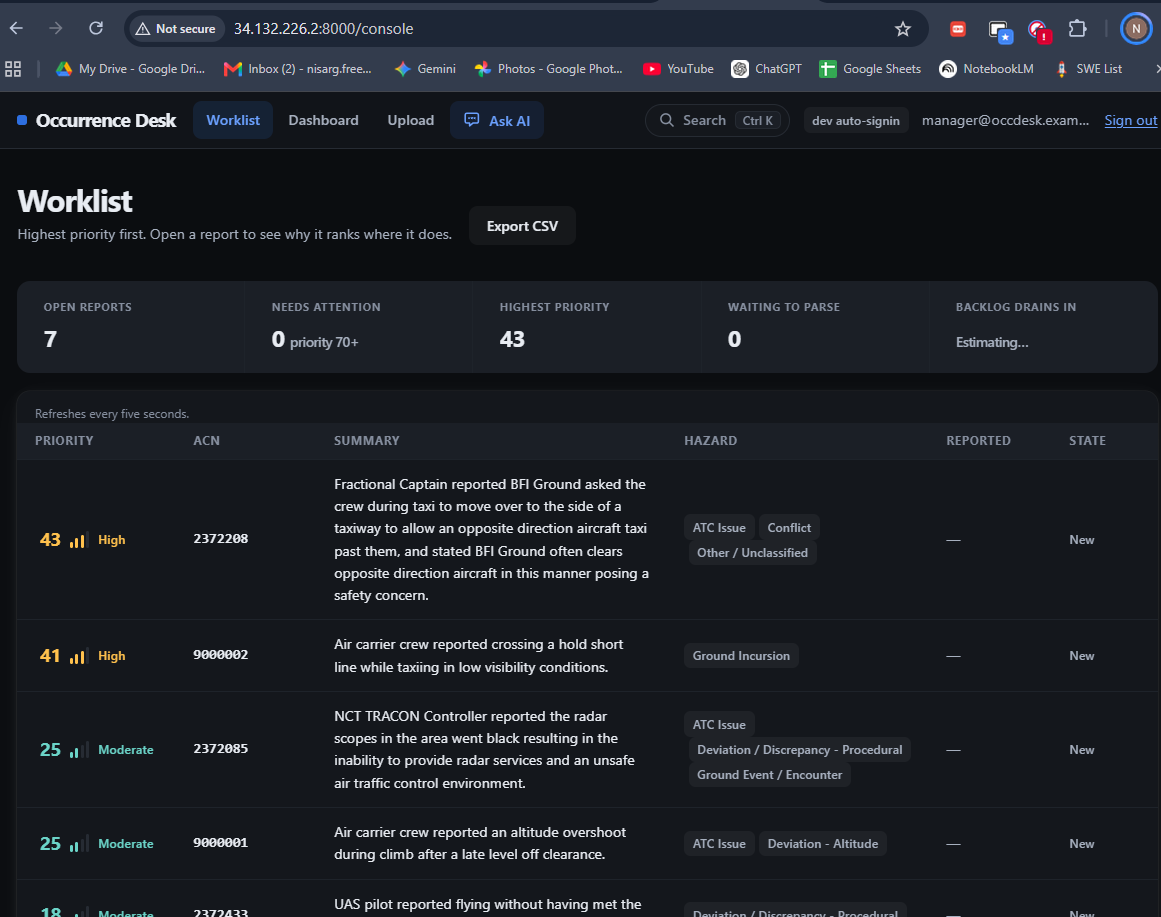 Not secure 34.132.226.2:8000/console
N
My Drive - Google Dri... Inbox (2) - nisarg.free... Gemini Photos - Google Phot... YouTube ChatGPT Google Sheets NotebookLM SWE List
Occurrence Desk Worklist Dashboard Upload Ask AI Search Ctrl K dev auto-signin manager@occdesk.exam... Sign out
Worklist
Highest priority first. Open a report to see why it ranks where it does.
Export CSV
OPEN REPORTS NEEDS ATTENTION HIGHEST PRIORITY WAITING TO PARSE BACKLOG DRAINS IN
7 0 priority 70+ 43 0 Estimating...
Refreshes every five seconds.
PRIORITY ACN SUMMARY HAZARD REPORTED STATE
43 High 2372208
Fractional Captain reported BFI Ground asked the
crew during taxi to move over to the side of a
taxiway to allow an opposite direction aircraft taxi
past them, and stated BFI Ground often clears
opposite direction aircraft in this manner posing a
safety concern.
ATC Issue Conflict
Other / Unclassified
— New
41 High 9000002
Air carrier crew reported crossing a hold short
line while taxiing in low visibility conditions.
Ground Incursion
— New
25 Moderate 2372085
NCT TRACON Controller reported the radar
scopes in the area went black resulting in the
inability to provide radar services and an unsafe
air traffic control environment.
ATC Issue
Deviation / Discrepancy - Procedural
Ground Event / Encounter
— New
25 Moderate 9000001
Air carrier crew reported an altitude overshoot
during climb after a late level off clearance.
ATC Issue Deviation - Altitude
— New
18 Moderate 2372433
UAS pilot reported flying without having met the
Deviation / Discrepancy - Procedural
— New